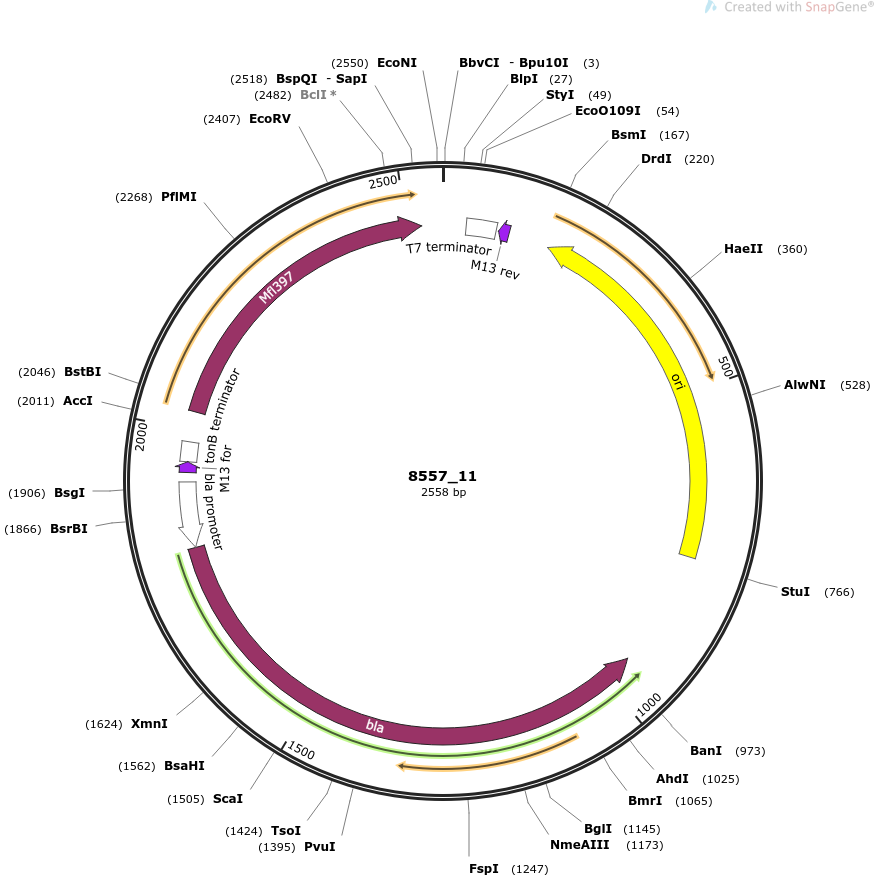 Created with SnapGene®
(2550) EcoNI
BbvCI - Bpu10I (3)
(2518) BspQI - SapI
BlpI (27)
(2482) BclI *
StyI (49)
(2407) EcoRV
EcoO109I (54)
BsmI (167)
DrdI (220)
2500
(2268) PflMI
T7 terminator
M13 rev
HaeII (360)
Mfl397
500
ori
(2046) BstBI
AlwNI (528)
(2011) AccI
2000
tonB terminator
M13 for
bla promoter
8557_11
2558 bp
(1906) BsgI
(1866) BsrBI
StuI (766)
1000
bla
(1624) XmnI
1500
BanI (973)
(1562) BsaHI
AhdI (1025)
(1505) ScaI
BmrI (1065)
(1424) TsoI
BglI (1145)
(1395) PvuI
NmeAIII (1173)
FspI (1247)